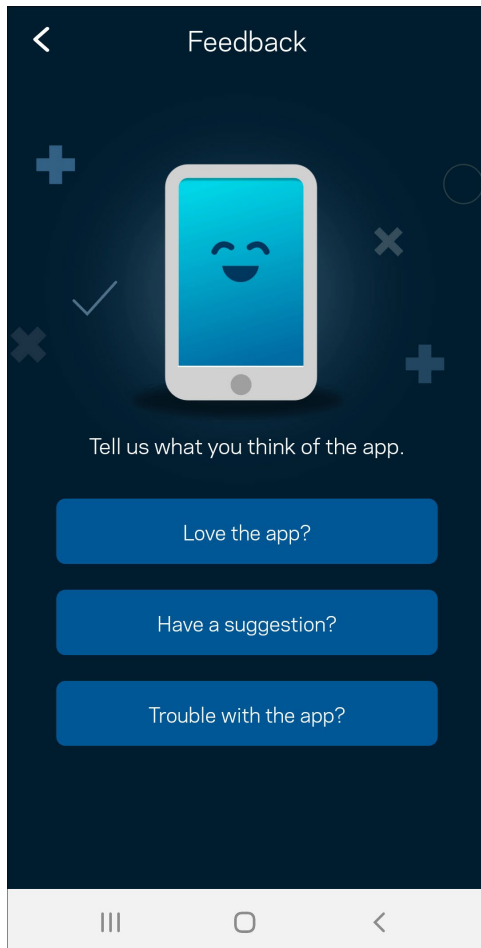 Feedback
Tell us what you think of the app.
Love the app?
Have a suggestion?
Trouble with the app?